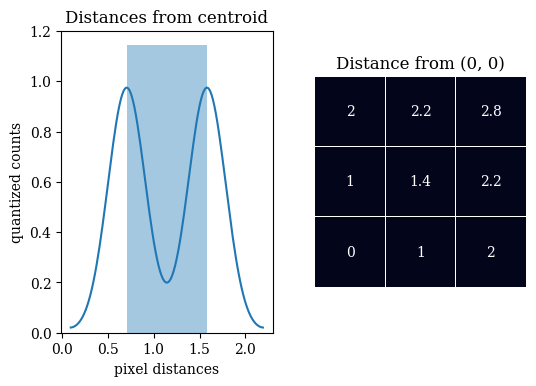 Distances from centroid
1.2
1.0
0.8
0.6
0.4
0.2
0.0
quantized counts
0.0 0.5 1.0 1.5 2.0
pixel distances
Distance from (0, 0)
2 2.2 2.8
1 1.4 2.2
0 1 2